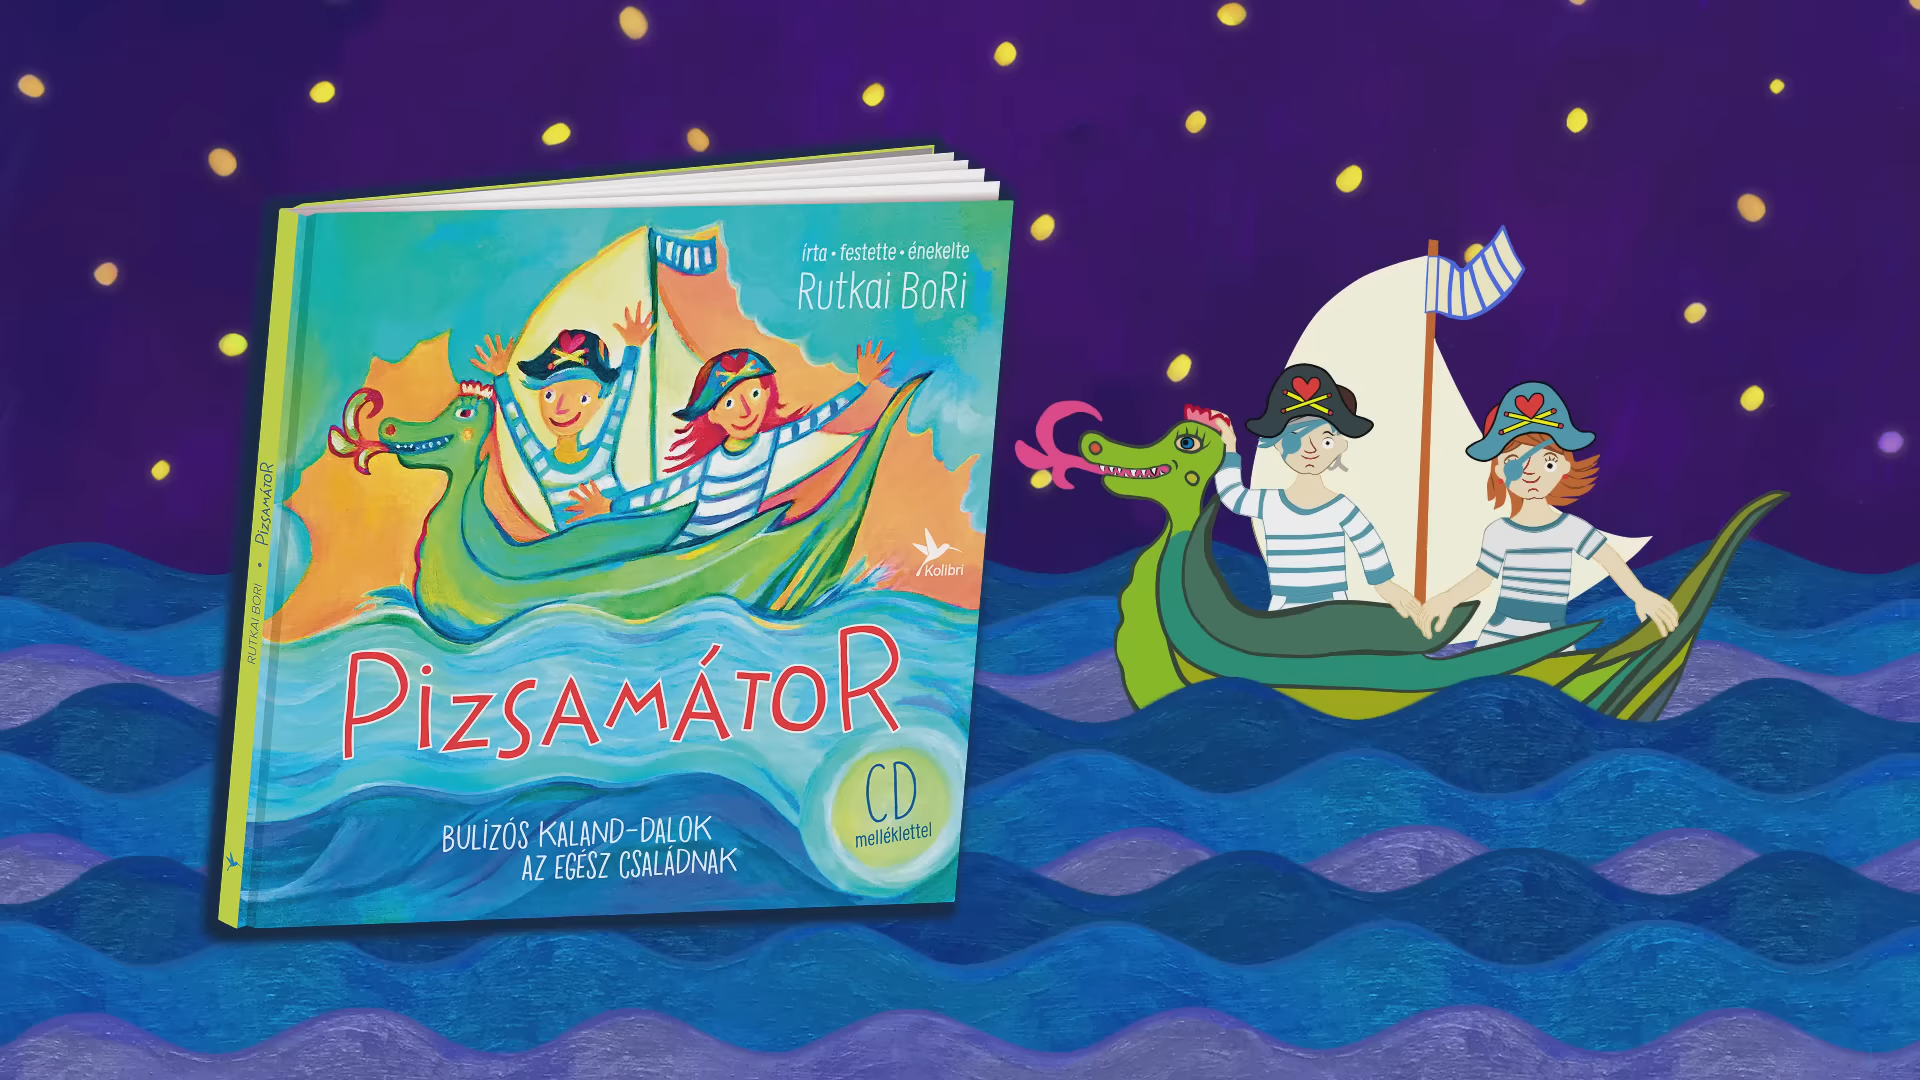 írta • festette • énekelte
Rutkai BoRi
Kolibri
PizsaMÁToR
CD
melléklettel
BULIZÓS KALAND-DALOK
AZ EGÉSZ CSALÁDNAK
RUTKAI BORI • PizsaMÁToR